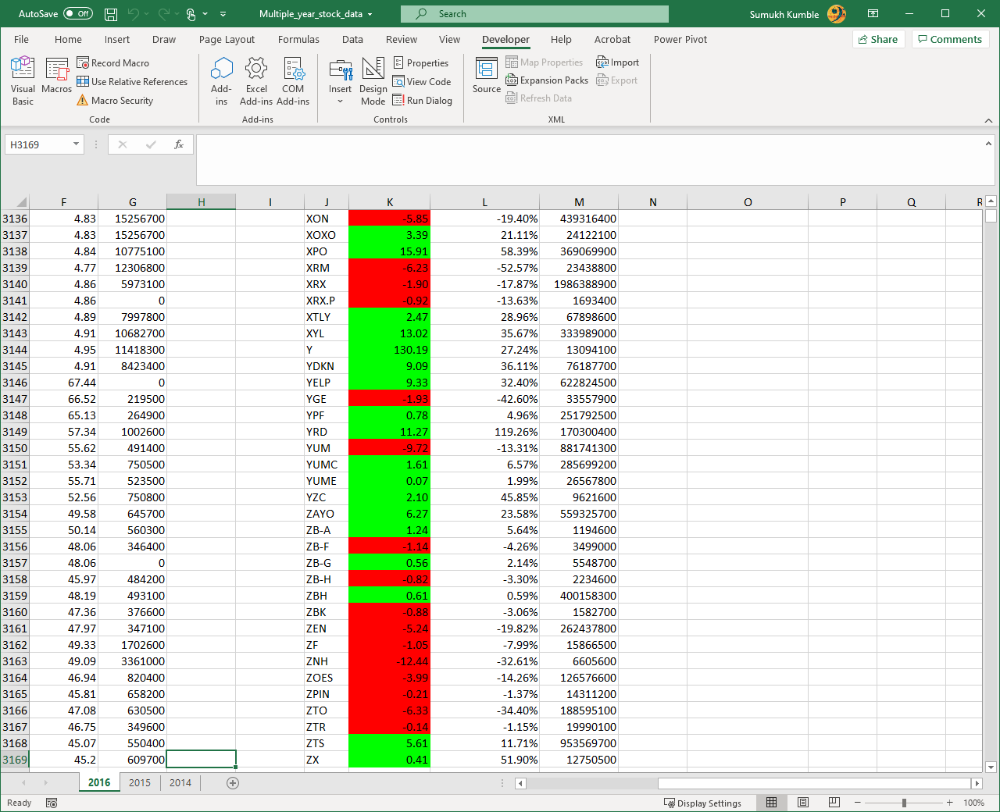 AutoSave Off Multiple_year_stock_data Search Sumukh Kumble
File Home Insert Draw Page Layout Formulas Data Review View Developer Help Acrobat Power Pivot Share Comments
Visual Basic Macros Record Macro Use Relative References Macro Security Code
Add-ins Excel Add-ins COM Add-ins Add-ins
Insert Design Mode Properties View Code Run Dialog Controls
Source Map Properties Expansion Packs Refresh Data Import Export XML
H3169 fx
F G H I J K L M N O P Q R
3136 4.83 15256700 XON -5.85 -19.40% 439316400
3137 4.83 15256700 XOXO 3.39 21.11% 24122100
3138 4.84 10775100 XPO 15.91 58.39% 369069900
3139 4.77 12306800 XRM -6.23 -52.57% 23438800
3140 4.86 5973100 XRX -1.90 -17.87% 1986388900
3141 4.86 0 XRX.P -0.92 -13.63% 1693400
3142 4.89 7997800 XTLY 2.47 28.96% 67898600
3143 4.91 10682700 XYL 13.02 35.67% 333989000
3144 4.95 11418300 Y 130.19 27.24% 13094100
3145 4.91 8423400 YDKN 9.09 36.11% 76187700
3146 67.44 0 YELP 9.33 32.40% 622824500
3147 66.52 219500 YGE -1.93 -42.60% 33557900
3148 65.13 264900 YPF 0.78 4.96% 251792500
3149 57.34 1002600 YRD 11.27 119.26% 170300400
3150 55.62 491400 YUM -9.72 -13.31% 881741300
3151 53.34 750500 YUMC 1.61 6.57% 285699200
3152 55.71 523500 YUME 0.07 1.99% 26567800
3153 52.56 750800 YZC 2.10 45.85% 9621600
3154 49.58 645700 ZAYO 6.27 23.58% 559325700
3155 50.14 560300 ZB-A 1.24 5.64% 1194600
3156 48.06 346400 ZB-F -1.14 -4.26% 3499000
3157 48.06 0 ZB-G 0.56 2.14% 5548700
3158 45.97 484200 ZB-H -0.82 -3.30% 2234600
3159 48.19 493100 ZBH 0.61 0.59% 400158300
3160 47.36 376600 ZBK -0.88 -3.06% 1582700
3161 47.97 347100 ZEN -5.24 -19.82% 262437800
3162 49.33 1702600 ZF -1.05 -7.99% 15866500
3163 49.09 3361000 ZNH -12.44 -32.61% 6605600
3164 46.94 820400 ZOES -3.99 -14.26% 126576600
3165 45.81 658200 ZPIN -0.21 -1.37% 14311200
3166 47.08 630500 ZTO -6.33 -34.40% 188595100
3167 46.75 349600 ZTR -0.14 -1.15% 19990100
3168 45.07 550400 ZTS 5.61 11.71% 953569700
3169 45.2 609700 ZX 0.41 51.90% 12750500
2016 2015 2014
Ready Display Settings 100%